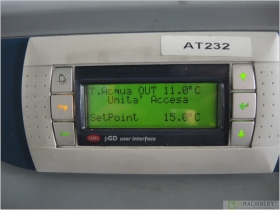 AT232
T.Acqua OUT 11.0°C
Unita' Accesa
SetPoint 15.0°C
pGD user interface